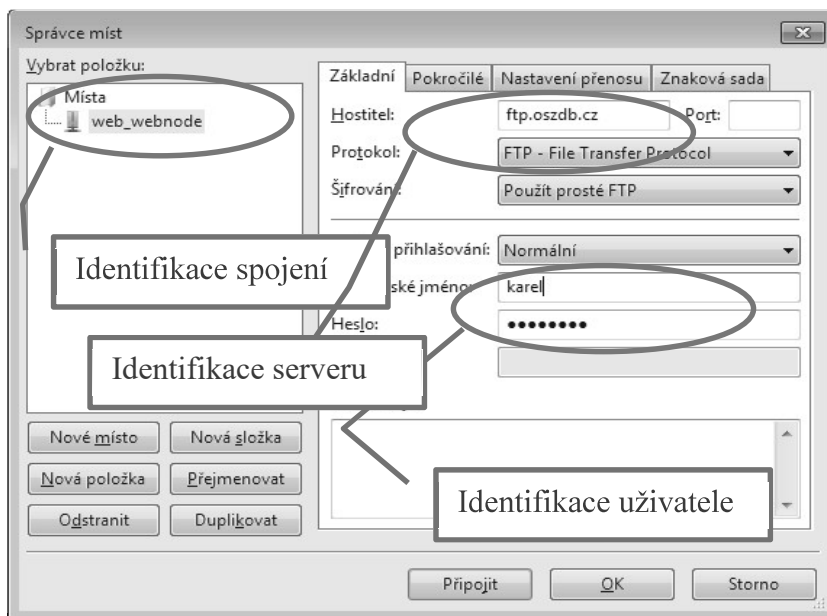 Správce míst
Vybrat položku:
Místa
web_webnode
Základní
Pokročilé
Nastavení přenosu
Znaková sada
Hostitel:
ftp.oszdb.cz
Port:
Protokol:
FTP - File Transfer Protocol
Šifrování:
Použít prosté FTP
přihlašování:
Normální
ské jméno:
karel
Heslo:
●●●●●●●●
Identifikace spojení
Identifikace serveru
Identifikace uživatele
Nové místo
Nová složka
Nová položka
Přejmenovat
Odstranit
Duplikovat
Připojit
OK
Storno